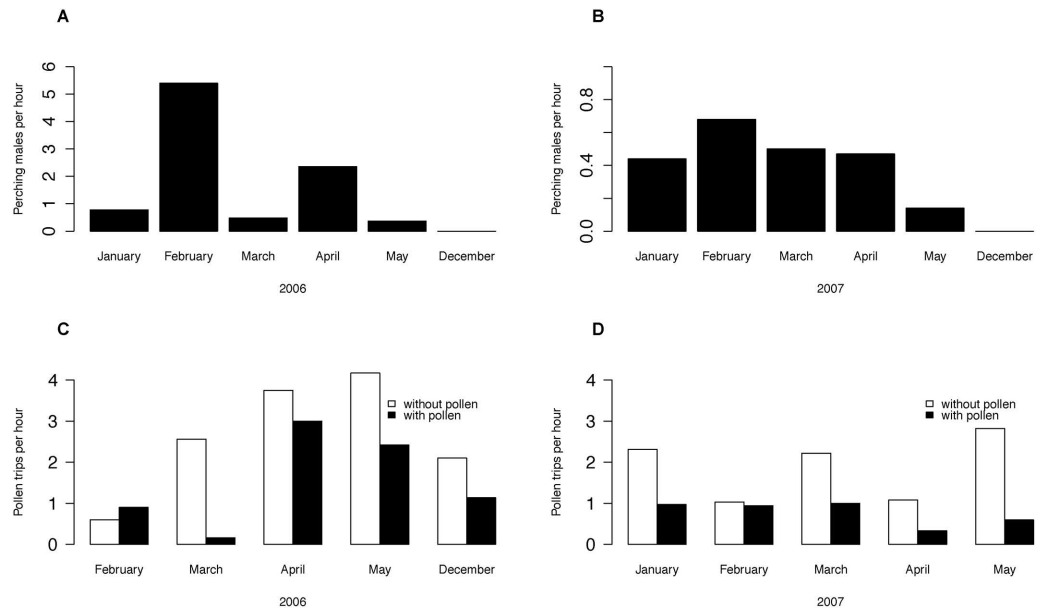 A
Perching males per hour
6
5
4
3
2
1
0
January February March April May December
2006
B
Perching males per hour
0.8
0.4
0.0
January February March April May December
2007
C
Pollen trips per hour
4
3
2
1
0
without pollen
with pollen
February March April May December
2006
D
Pollen trips per hour
4
3
2
1
0
without pollen
with pollen
January February March April May
2007